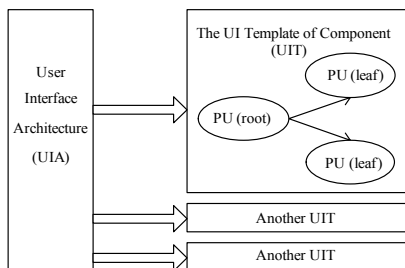 User
Interface
Architecture
(UIA)
The UI Template of Component
(UIT)
PU (leaf)
PU (root)
PU (leaf)
Another UIT
Another UIT